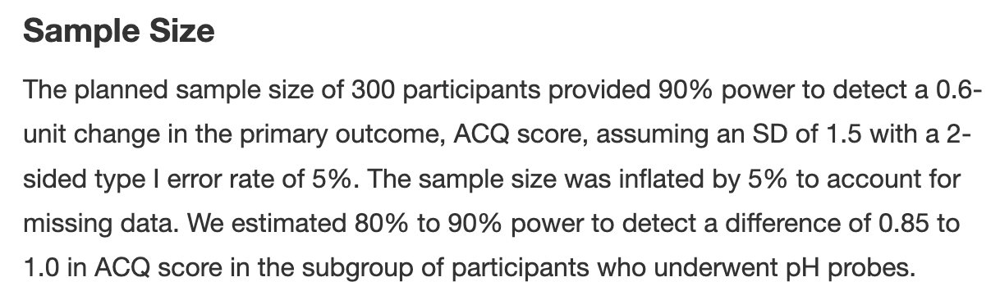 Sample Size
The planned sample size of 300 participants provided 90% power to detect a 0.6-
unit change in the primary outcome, ACQ score, assuming an SD of 1.5 with a 2-
sided type I error rate of 5%. The sample size was inflated by 5% to account for
missing data. We estimated 80% to 90% power to detect a difference of 0.85 to
1.0 in ACQ score in the subgroup of participants who underwent pH probes.